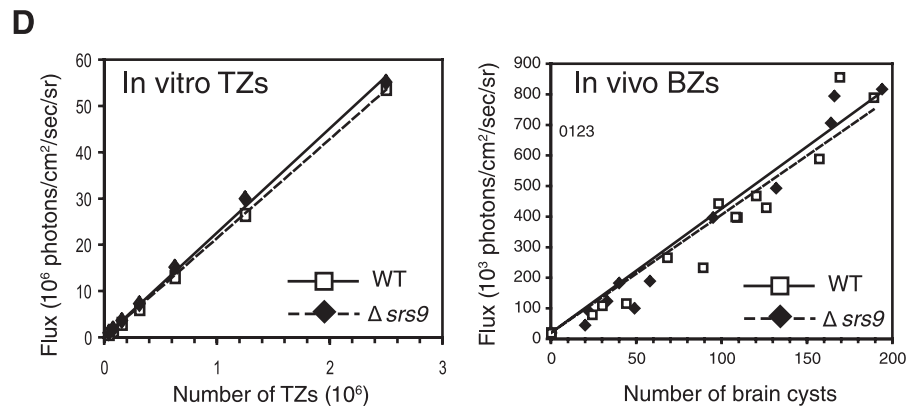 D
In vitro TZs
Flux (10⁶ photons/cm²/sec/sr)
60
50
30
20
10
0
WT
Δ srs9
0
1
2
3
Number of TZs (10⁶)
In vivo BZs
Flux (10³ photons/cm²/sec/sr)
900
800
700
600
500
400
300
200
100
0
0123
WT
Δ srs9
0
50
100
150
200
Number of brain cysts